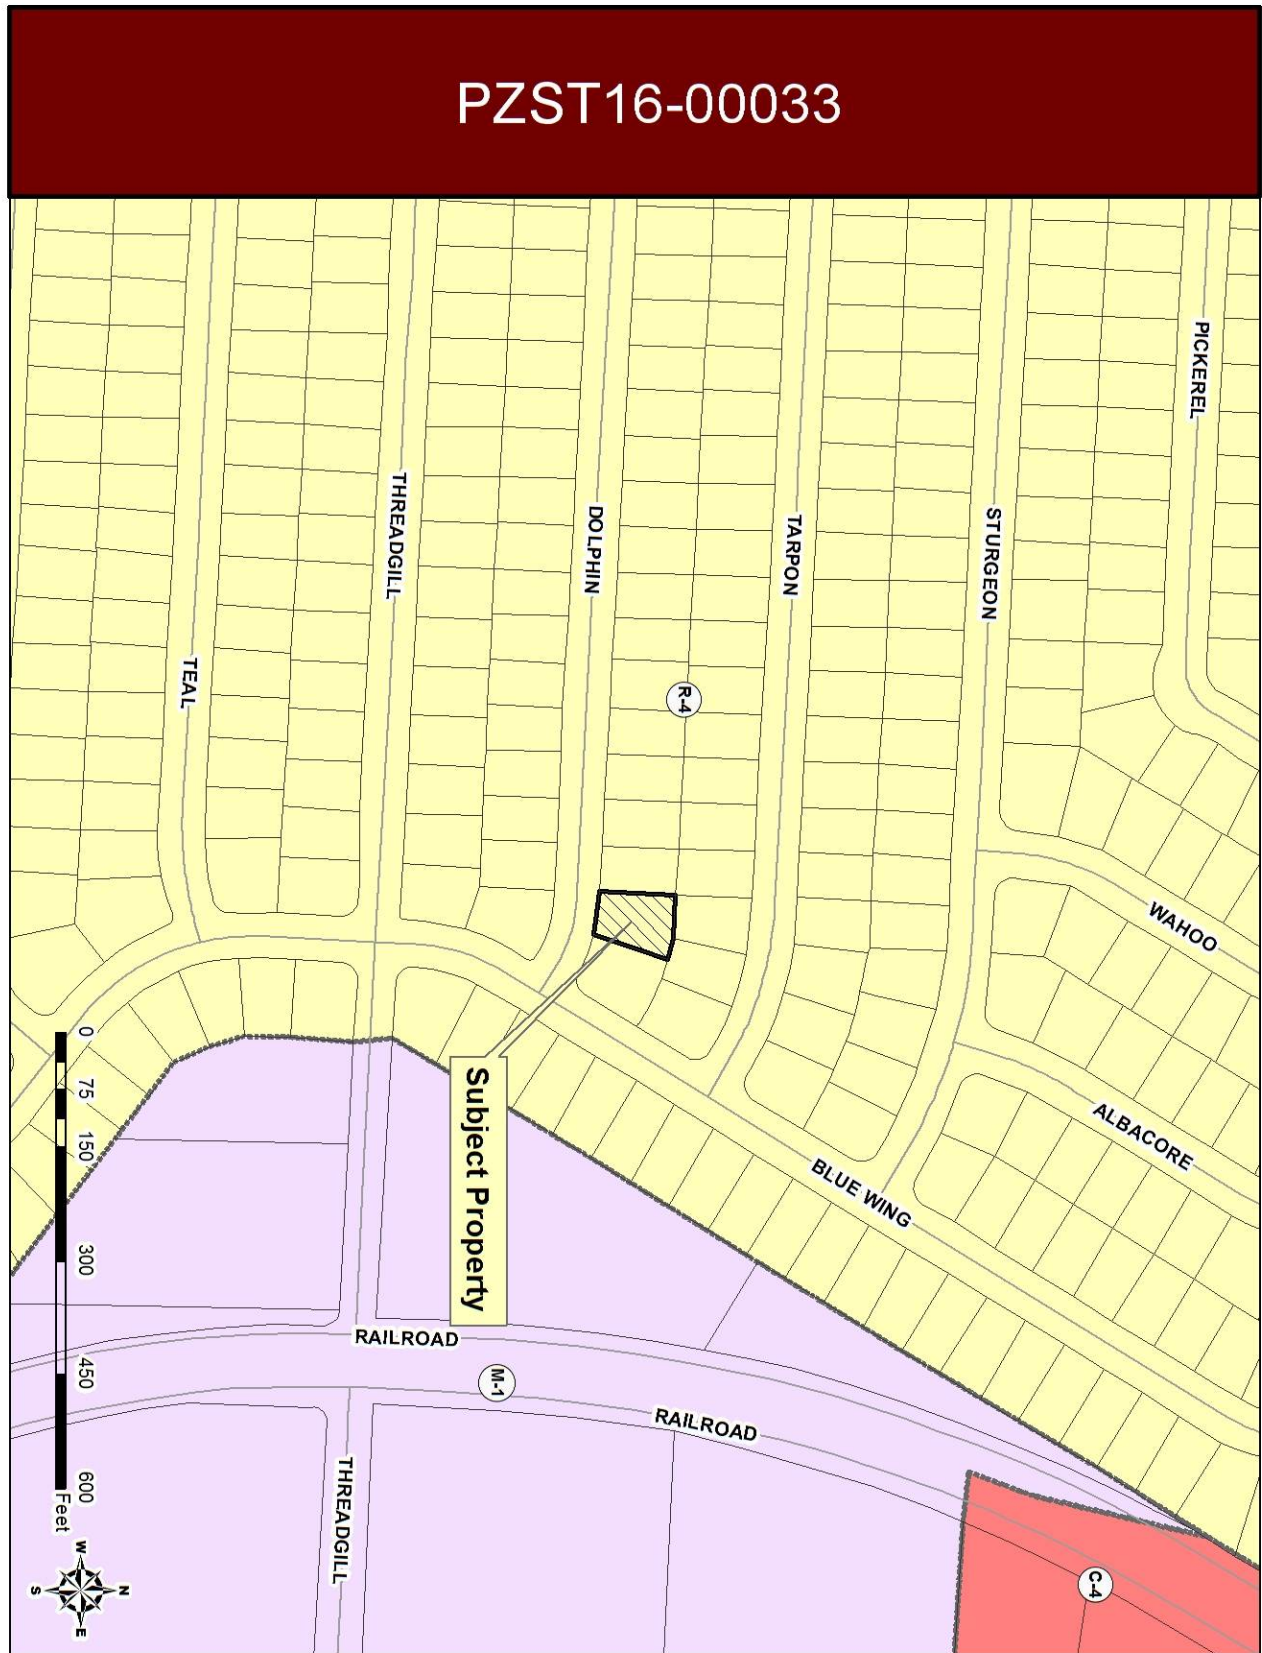 PZST16-00033
PICKEREL
THREADGILL
DOLPHIN
TARPON
STURGEON
TEAL
R-4
WAHOO
ALBACORE
BLUE WING
Subject Property
RAILROAD
M-1
RAILROAD
THREADGILL
C-4
0 75 150 300 450 600
Feet
W
N
S
E